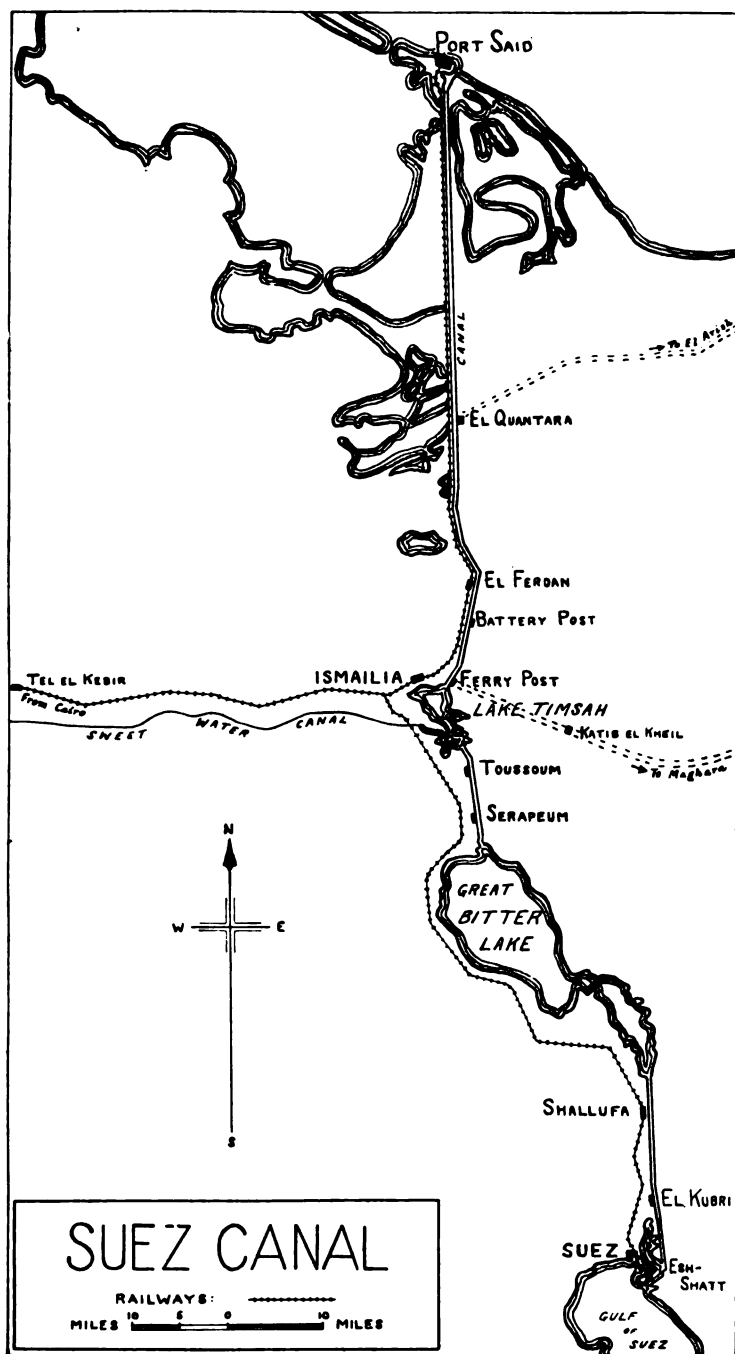 PORT SAID
CANAL
TO EL ARISH
EL QUANTARA
EL FERDAN
BATTERY POST
ISMAILIA
TEL EL KEBIR
From Cairo
FERRY POST
LAKE TIMSAH
SWEET WATER CANAL
KATIB EL KHEIL
To Maghara
TOUSSOUM
SERAPEUM
N
W E
S
GREAT
BITTER
LAKE
SHALLUFA
EL KUBRI
SUEZ
ESH-
SHATT
GULF
OF
SUEZ
SUEZ CANAL
RAILWAYS:
MILES 10 5 0 10 MILES